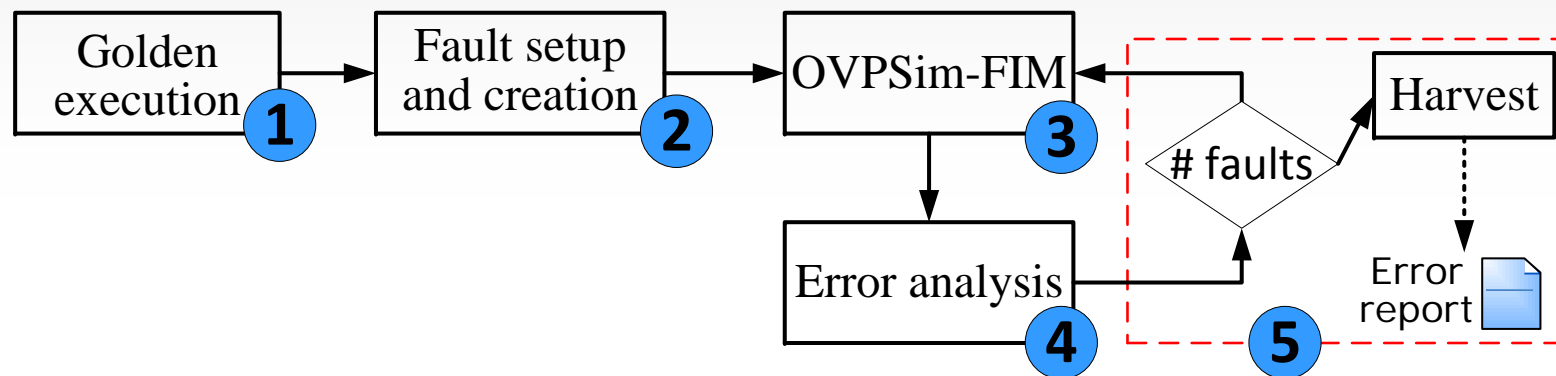 Golden
execution
1
Fault setup
and creation
2
OVPSim-FIM
3
Error analysis
4
# faults
Harvest
Error
report
5